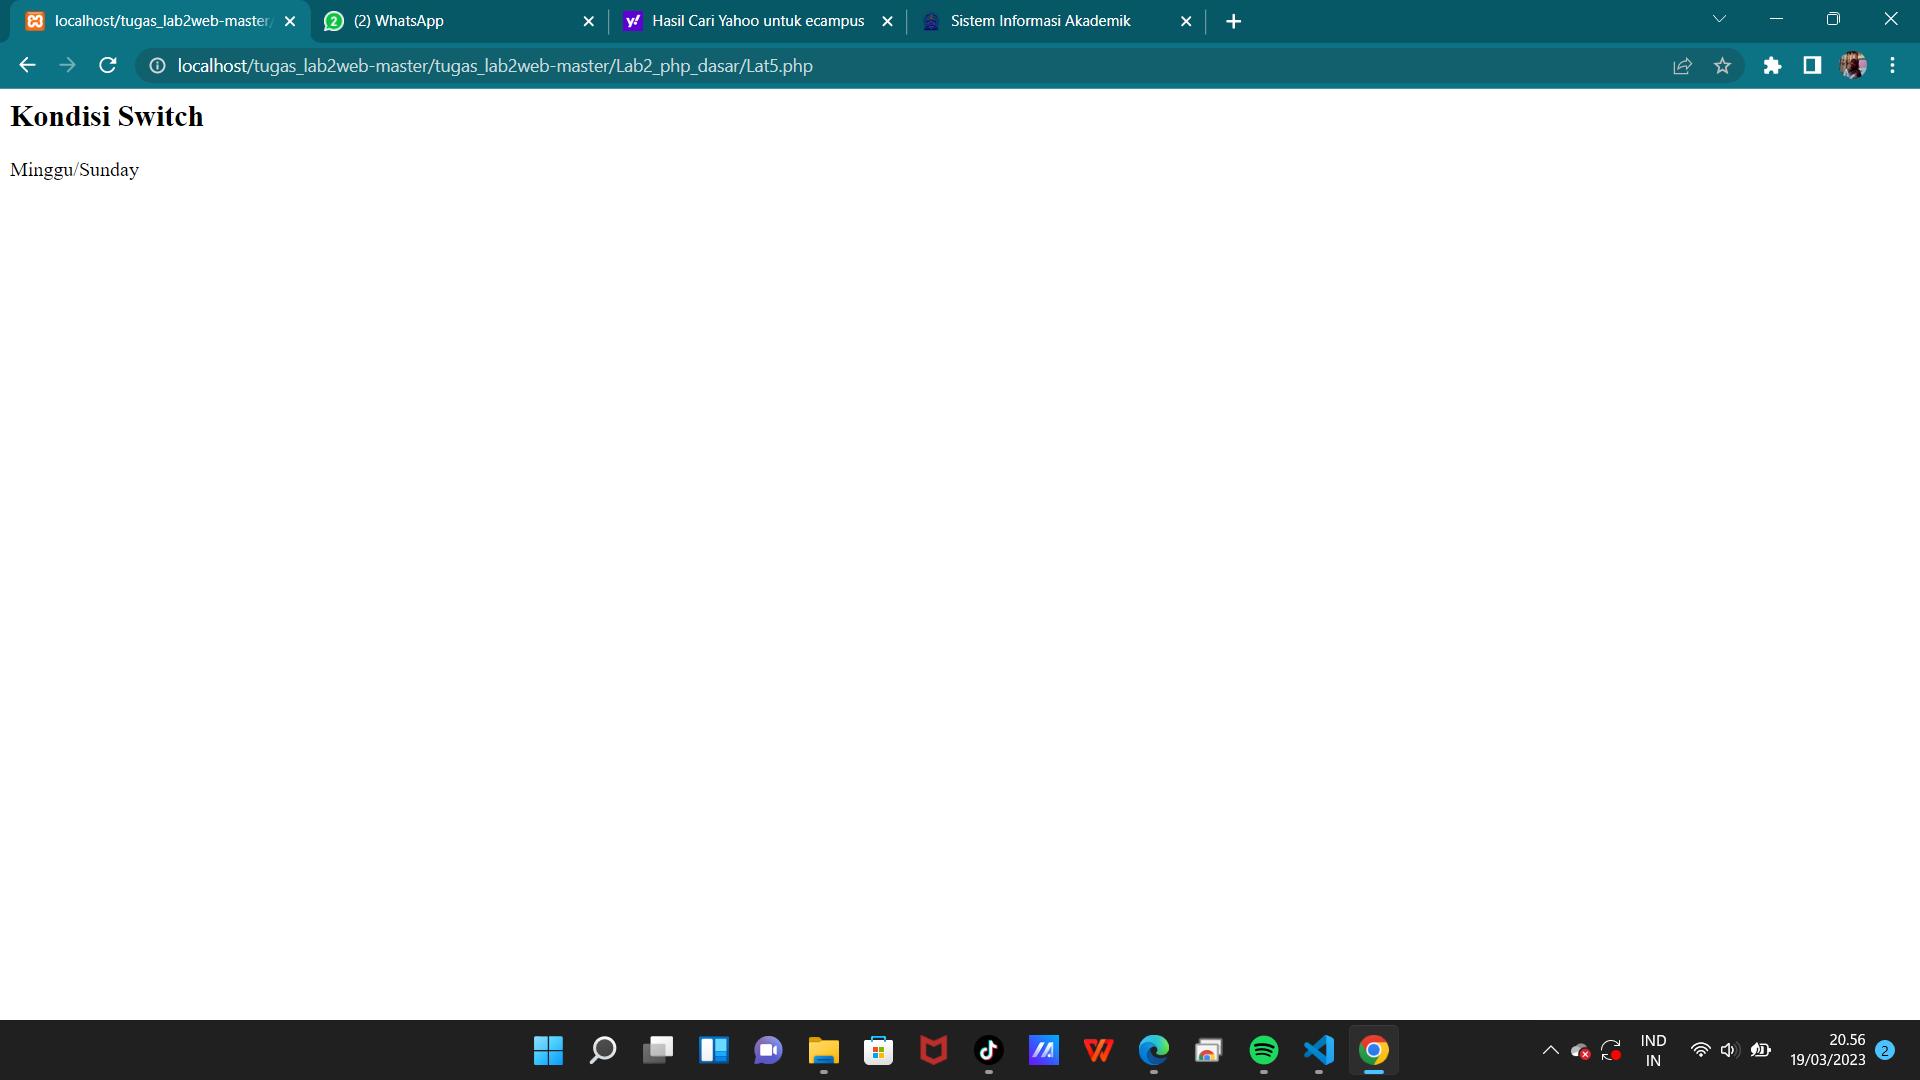 localhost/tugas_lab2web-master/
(2) WhatsApp
Hasil Cari Yahoo untuk ecampus
Sistem Informasi Akademik
localhost/tugas_lab2web-master/tugas_lab2web-master/Lab2_php_dasar/Lat5.php
Kondisi Switch
Minggu/Sunday
IND
IN
20.56
19/03/2023
2